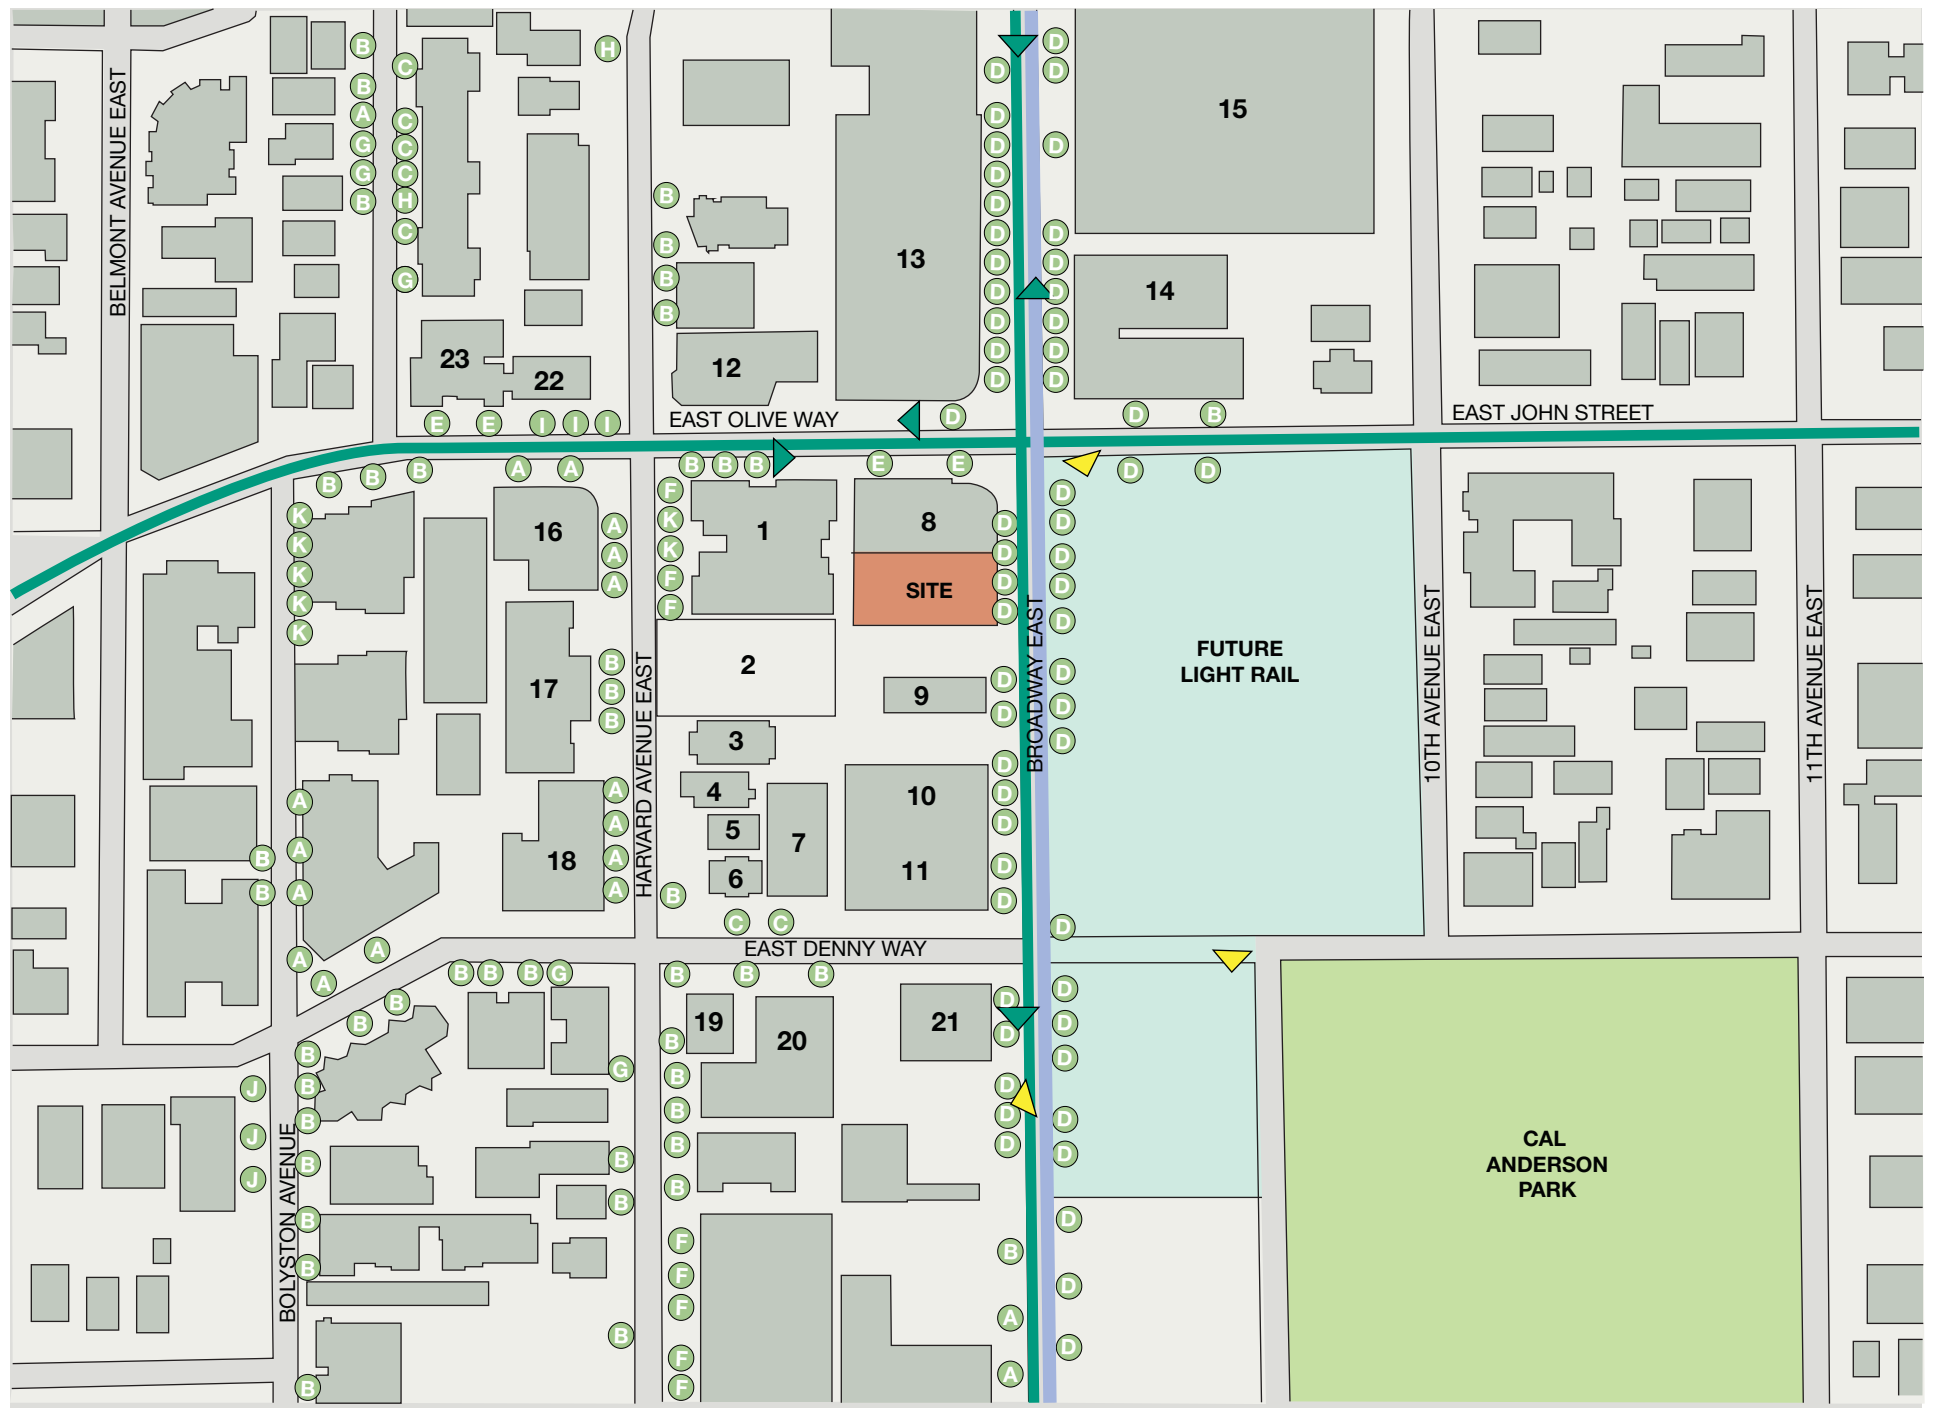 B
H
D
C
D
D
B
15
A
D
C
G
D
D
C
G
D
C
B
H
B
D
C
D
D
B
13
D
D
G
B
14
D
D
B
D
D
23
D
D
12
22
D
D
BELMONT AVENUE EAST
E
E
I
I
I
EAST OLIVE WAY
D
D
B
EAST JOHN STREET
B
B
B
A
A
B
B
B
E
E
D
D
F
D
K
K
A
1
8
D
D
16
K
A
K
D
D
K
A
F
SITE
D
D
K
F
D
D
K
B
2
FUTURE
LIGHT RAIL
D
D
17
B
9
B
D
D
3
D
BROADWAY EAST
10TH AVENUE EAST
11TH AVENUE EAST
HARVARD AVENUE EAST
D
A
A
4
10
D
A
5
D
A
7
B
A
18
6
11
D
B
A
A
B
D
C
C
D
A
A
EAST DENNY WAY
A
B
B
B
G
B
B
B
D
D
B
B
19
20
21
D
D
B
B
D
G
B
J
B
D
B
B
D
D
J
B
D
CAL
ANDERSON
PARK
B
B
D
J
B
B
BOLYSTON AVENUE
B
D
F
B
B
F
D
F
A
B
D
F
A
B
F